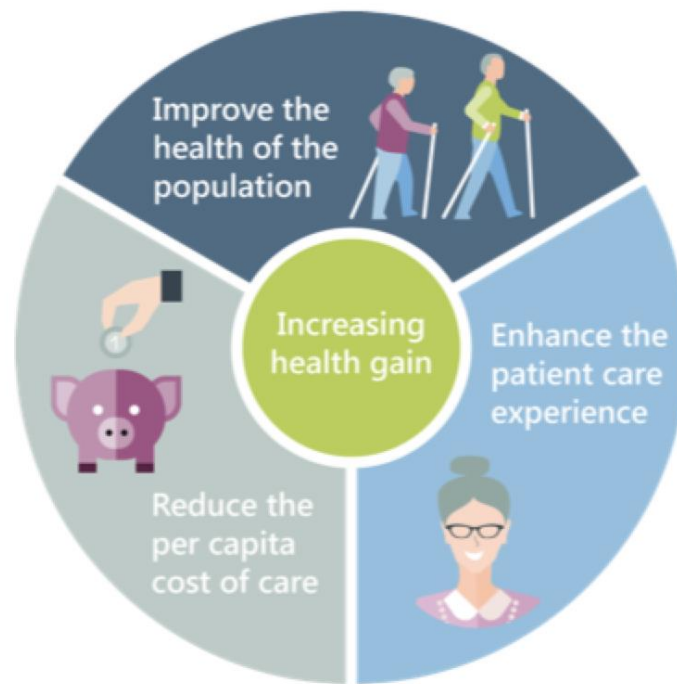 Improve the
health of the
population
Increasing
health gain
Enhance the
patient care
experience
1
Reduce the
per capita
cost of care